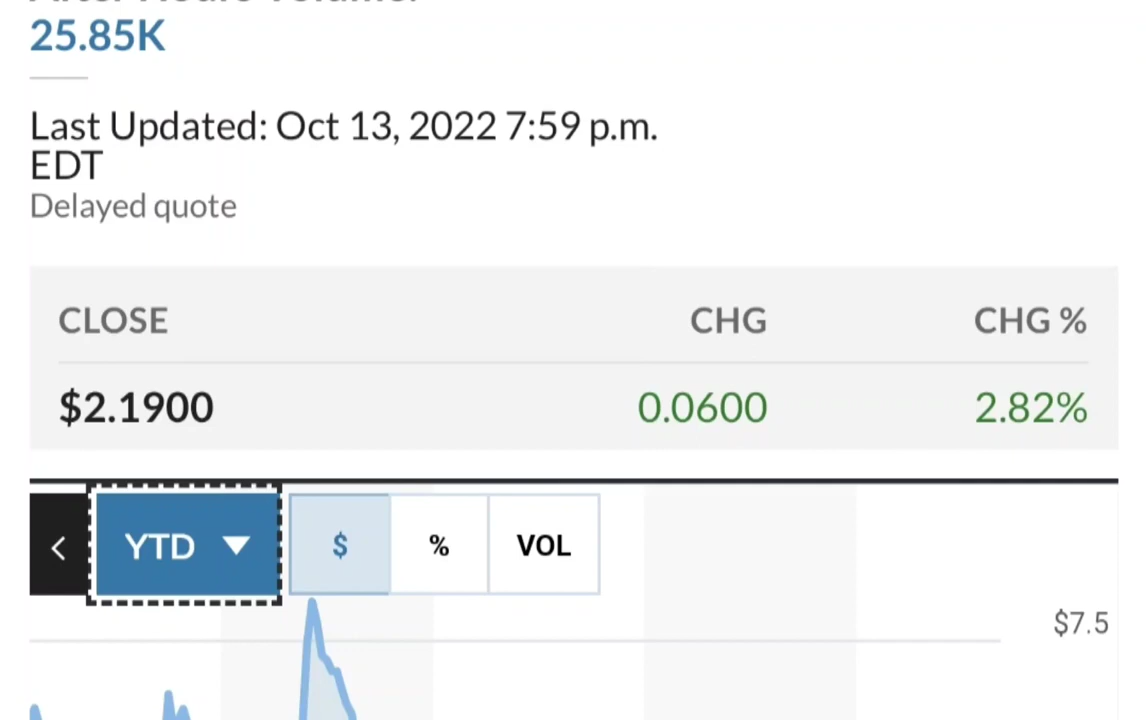 25.85K
Last Updated: Oct 13, 2022 7:59 p.m.
EDT
Delayed quote
CLOSE CHG CHG %
$2.1900 0.0600 2.82%
YTD $ % VOL
$7.5